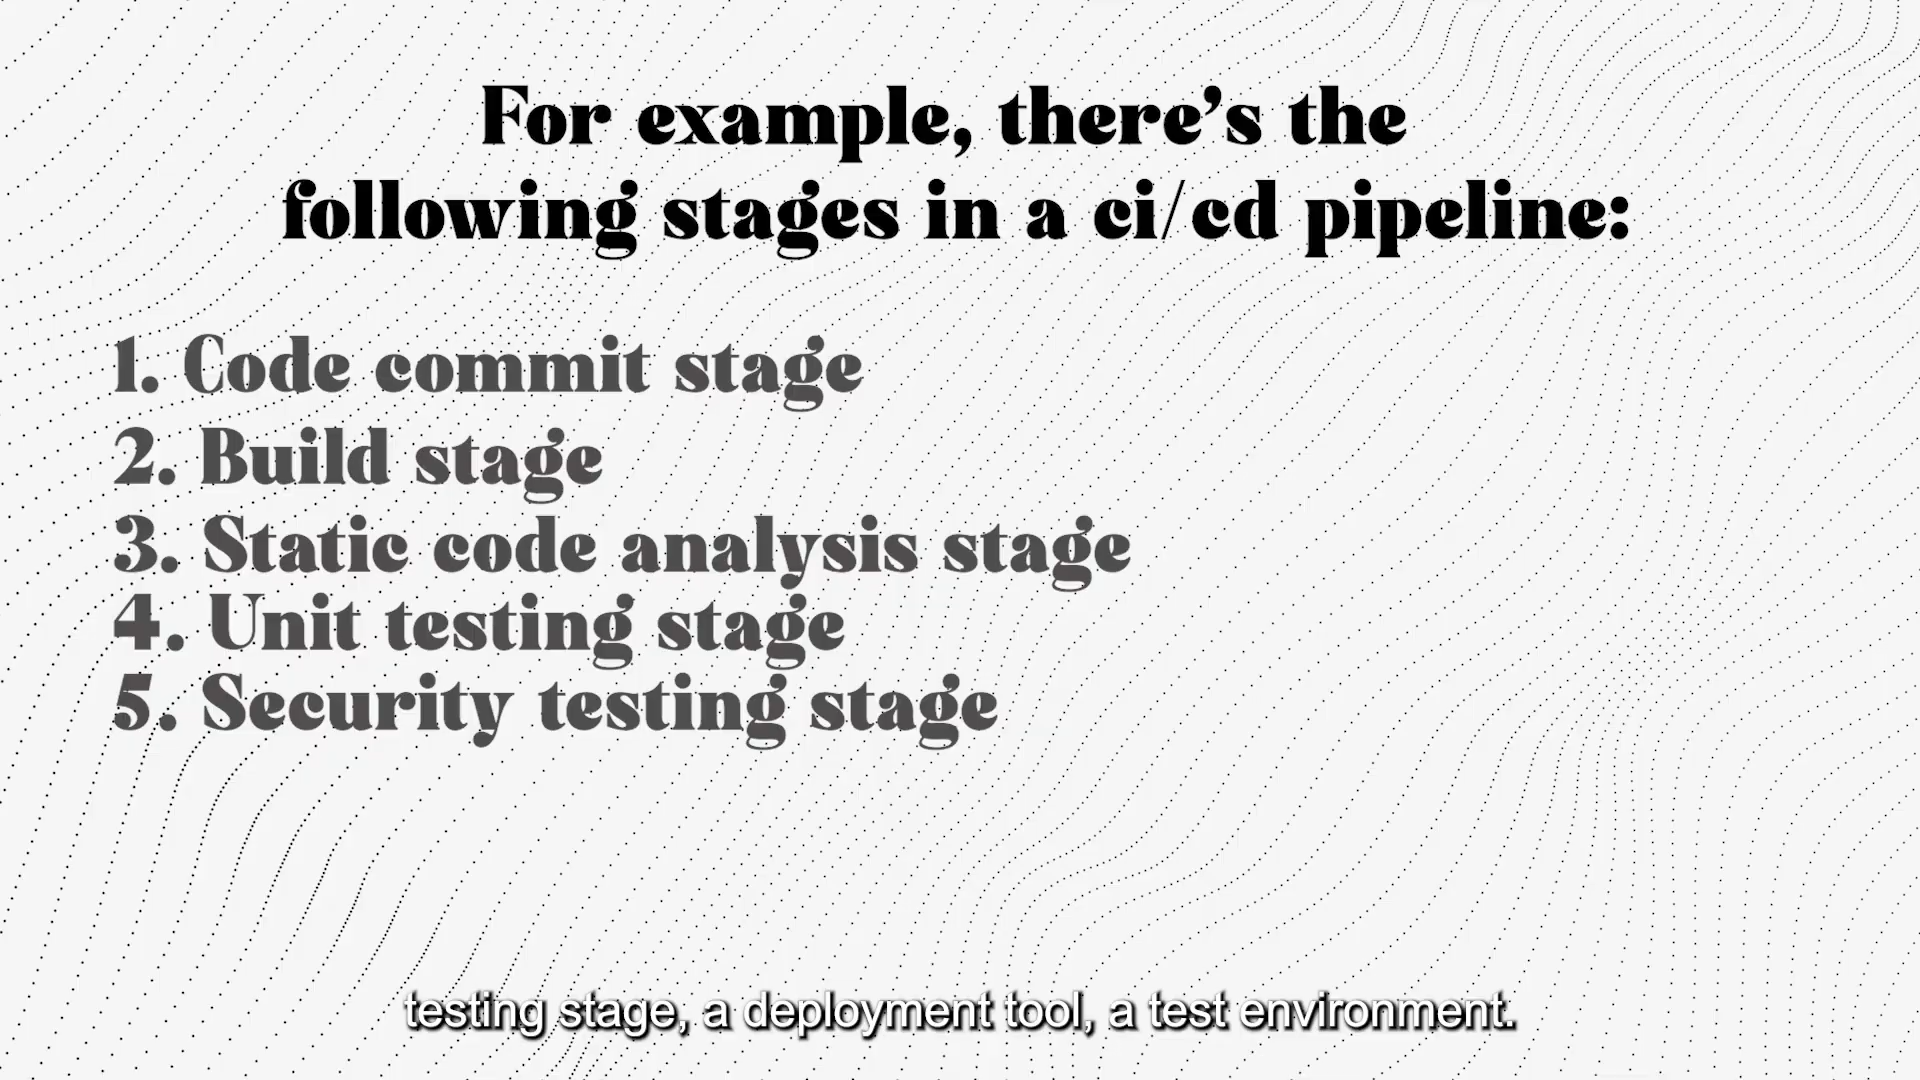 For example, there's the
following stages in a ci/cd pipeline:
1. Code commit stage
2. Build stage
3. Static code analysis stage
4. Unit testing stage
5. Security testing stage
testing stage, a deployment tool, a test environment.